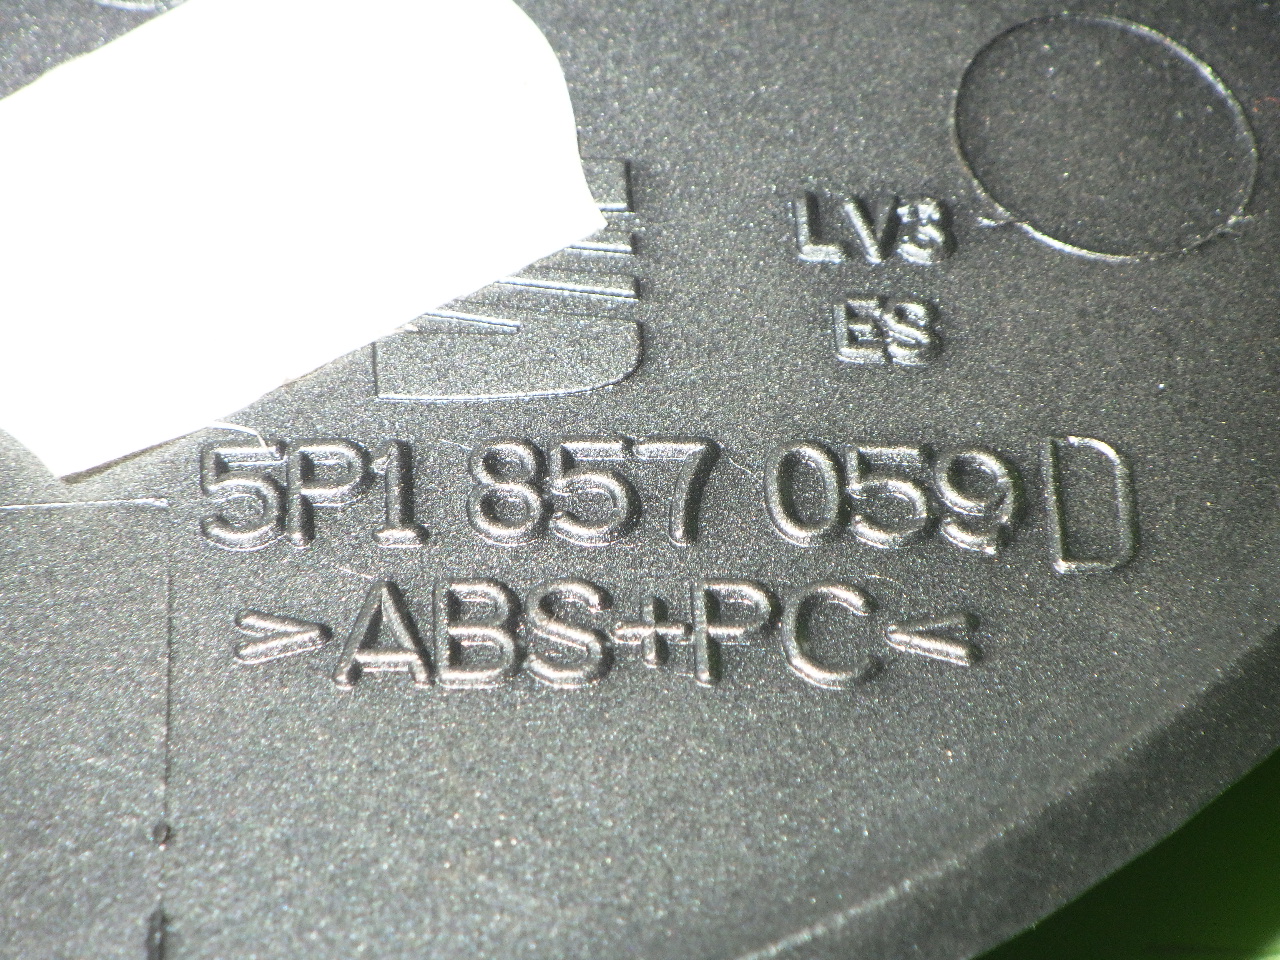 LV3
ES
5P1 857 059 D
>ABS+PC<